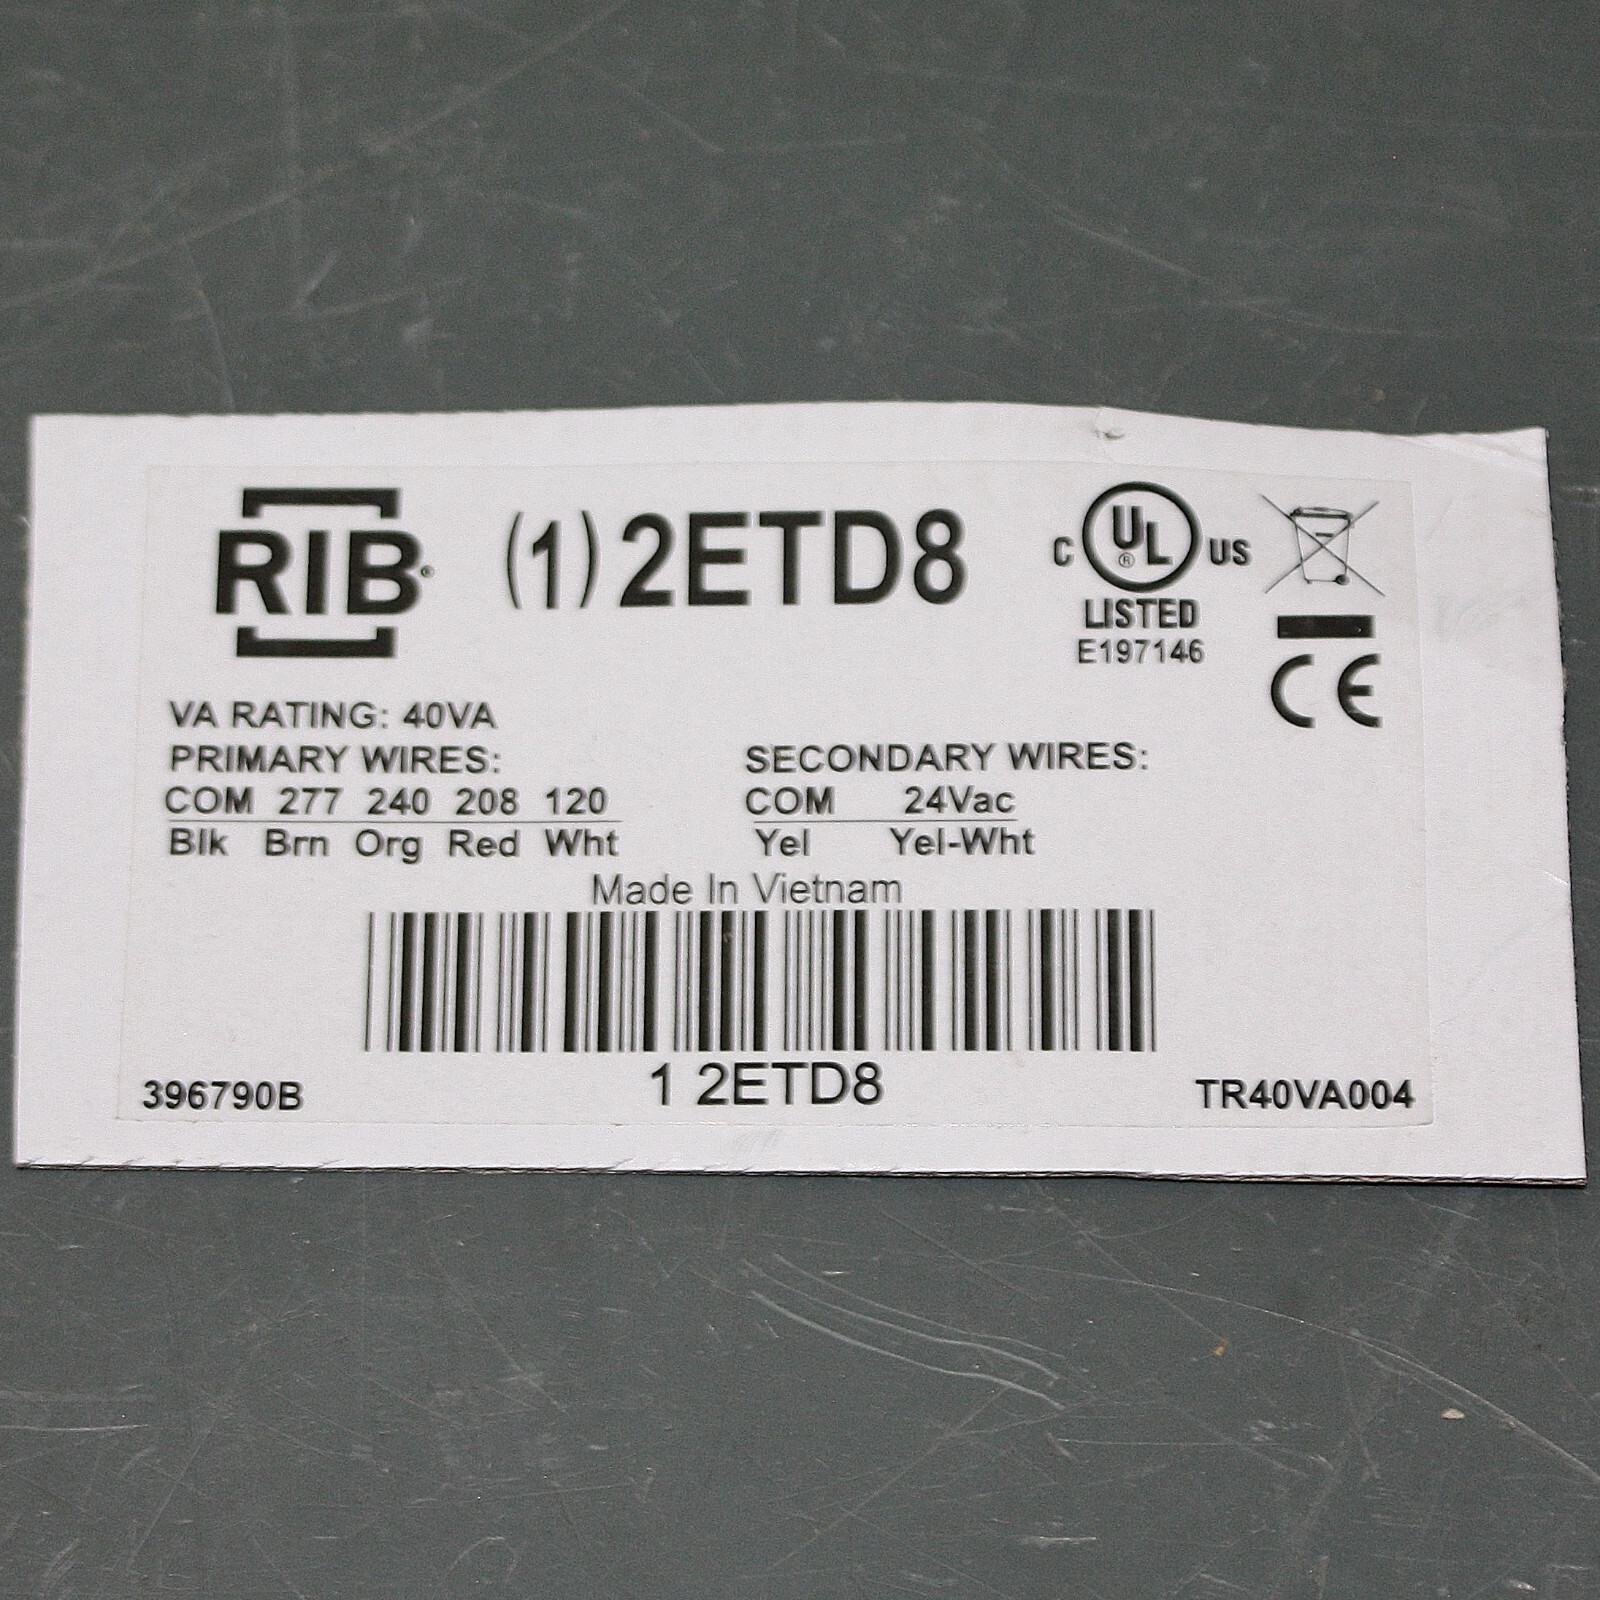 RIB® (1) 2ETD8
C UL® US
LISTED
E197146
CE
VA RATING: 40VA
PRIMARY WIRES:
COM 277 240 208 120
Blk Brn Org Red Wht
SECONDARY WIRES:
COM 24Vac
Yel Yel-Wht
Made In Vietnam
1 2ETD8
396790B
TR40VA004